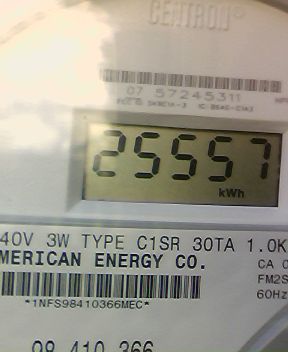 CENTRON®
07 57245311
25557
kWh
40V 3W TYPE C1SR 30TA 1.0K
MERICAN ENERGY CO.
CA 0
FM2S
60Hz
*1NFS98410366MEC*
98 410 366